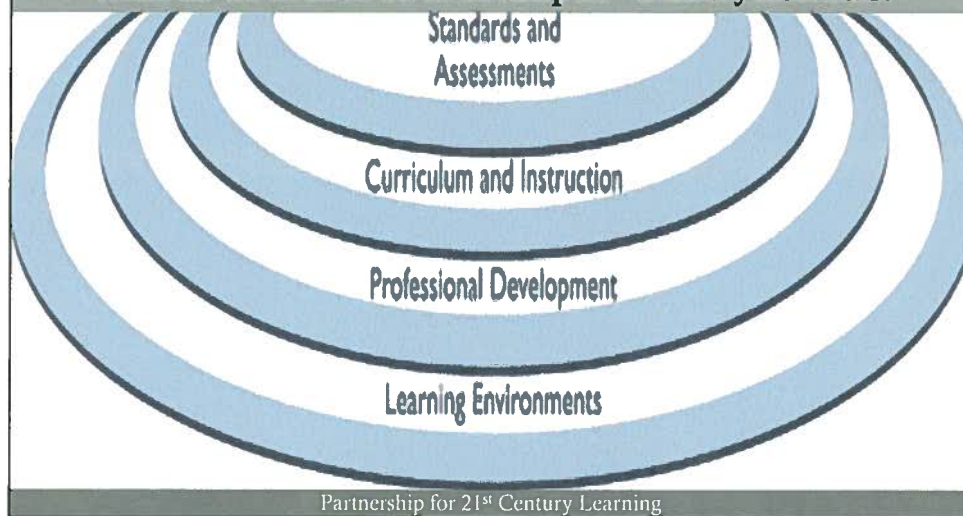 Standards and
Assessments
Curriculum and Instruction
Professional Development
Learning Environments
Partnership for 21st Century Learning